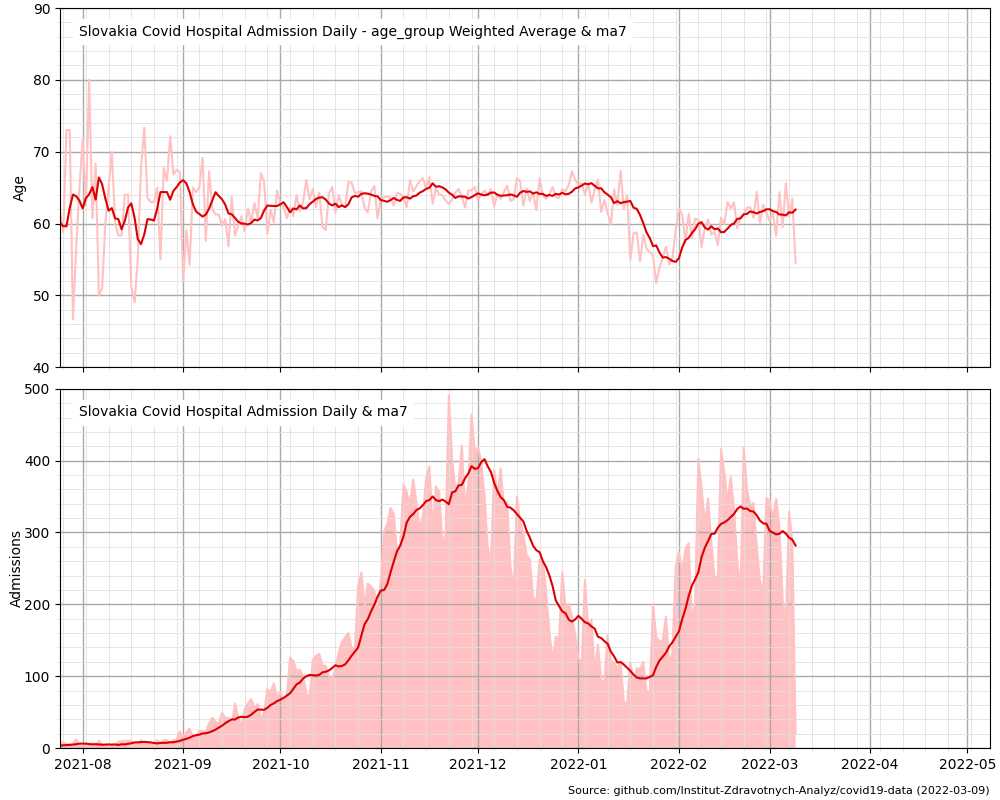 90
Slovakia Covid Hospital Admission Daily - age_group Weighted Average & ma7
80
70
Age
60
50
40
500
Slovakia Covid Hospital Admission Daily & ma7
400
300
Admissions
200
100
0
2021-08 2021-09 2021-10 2021-11 2021-12 2022-01 2022-02 2022-03 2022-04 2022-05
Source: github.com/Institut-Zdravotnych-Analyz/covid19-data (2022-03-09)